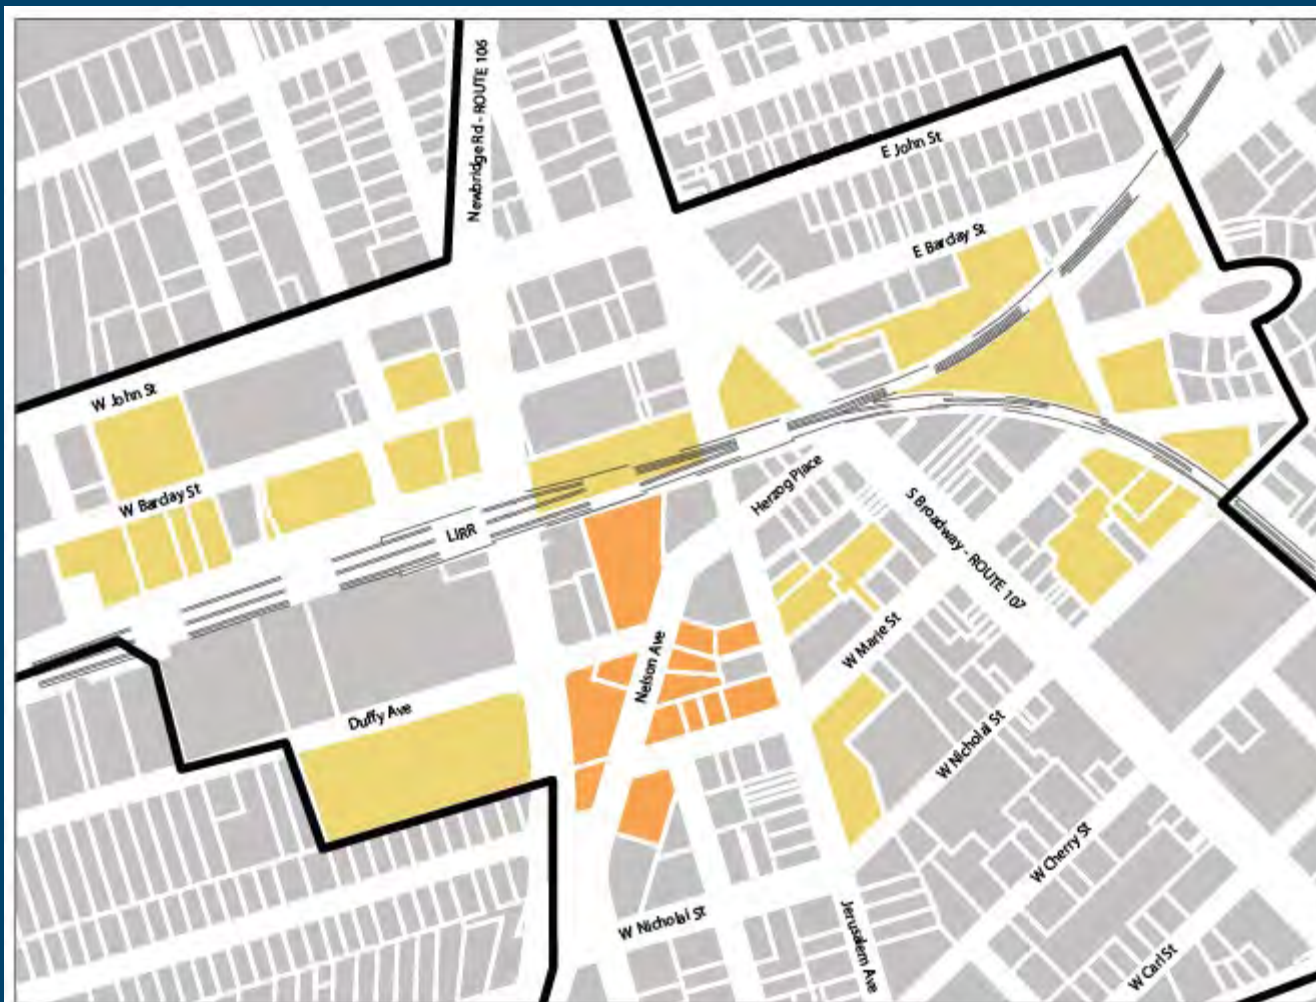 Newbridge Rd - ROUTE 106
E John St
E Barclay St
W John St
W Barclay St
LIRR
Herzog Place
S Broadway - ROUTE 107
Nelson Ave
W Marie St
Duffy Ave
W Nicholai St
W Cherry St
W Nicholai St
Jerusalem Ave
W Carl St